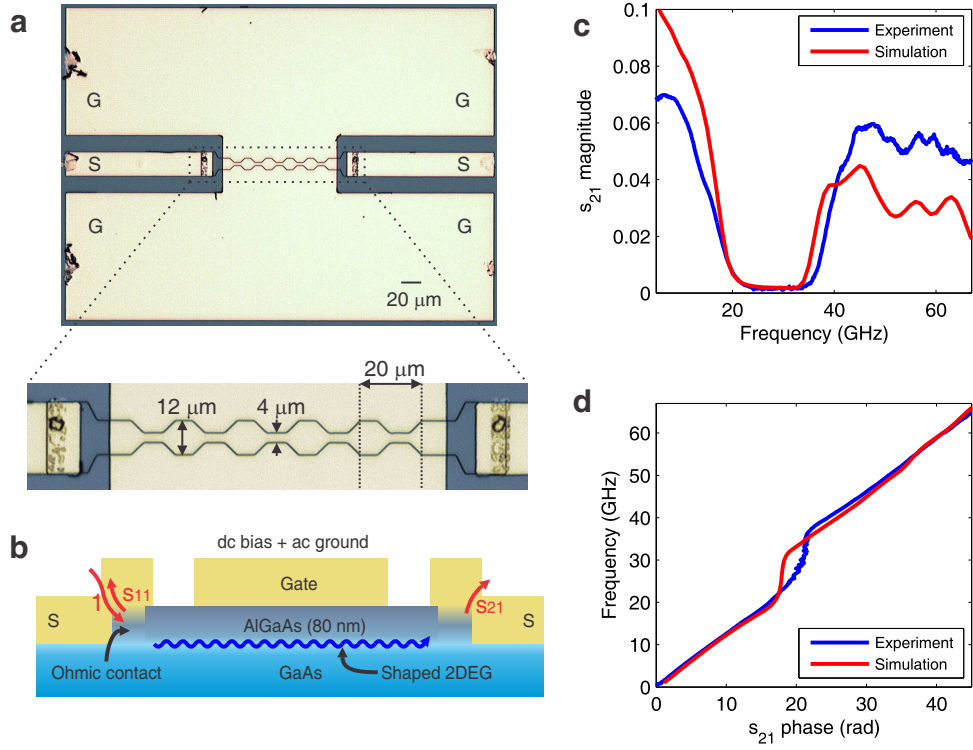 a
G
G
S
S
G
G
20 μm
20 μm
12 μm
4 μm
b
dc bias + ac ground
Gate
1
S11
S21
S
S
AlGaAs (80 nm)
Ohmic contact
GaAs
Shaped 2DEG
c
Experiment
Simulation
0.1
0.08
0.06
0.04
0.02
0
s21 magnitude
20
40
60
Frequency (GHz)
d
60
50
40
30
20
10
0
Frequency (GHz)
Experiment
Simulation
0
10
20
30
40
s21 phase (rad)